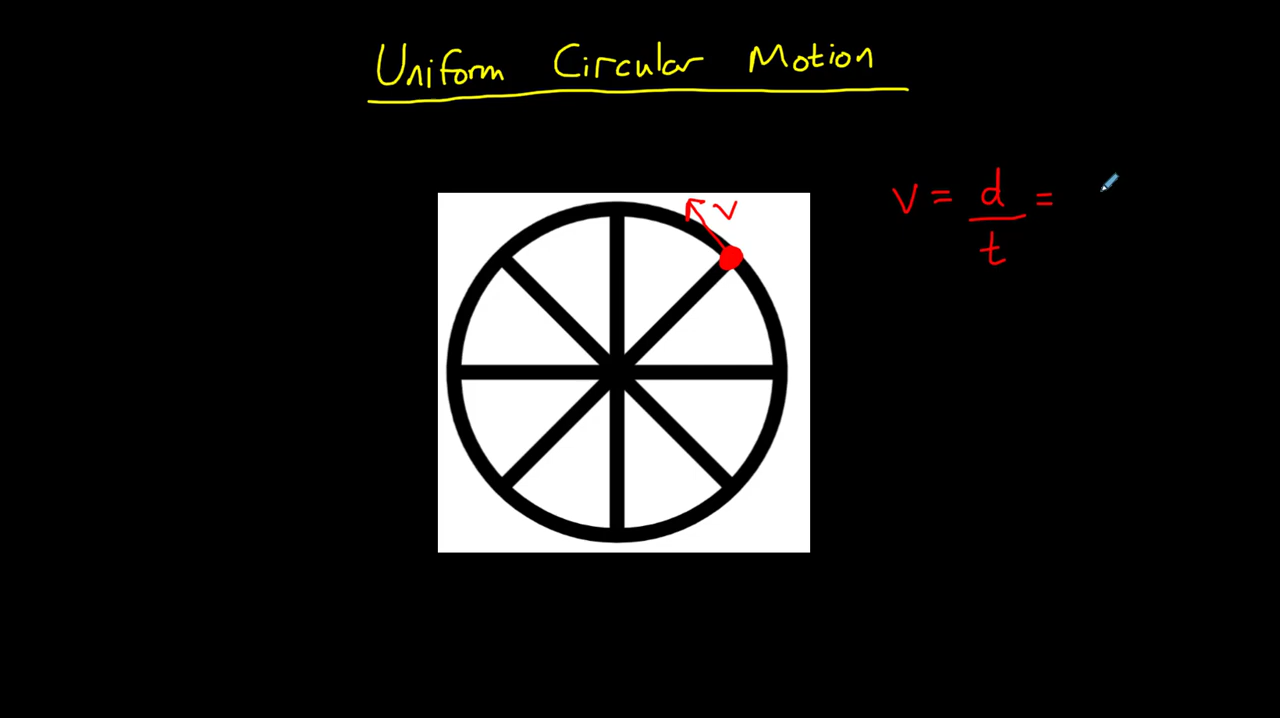 Uniform Circular Motion
v
v = d/t =